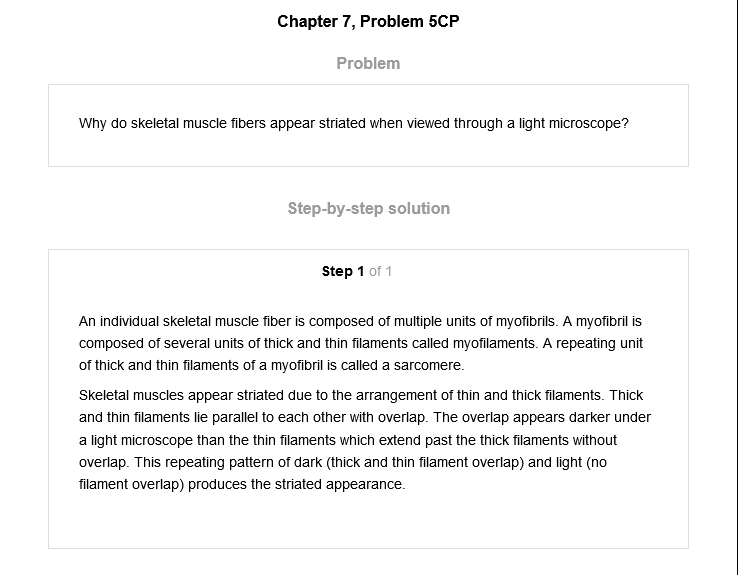 Chapter 7, Problem 5CP
Problem
Why do skeletal muscle fibers appear striated when viewed through a light microscope?
Step-by-step solution
Step 1 of 1
An individual skeletal muscle fiber is composed of multiple units of myofibrils. A myofibril is
composed of several units of thick and thin filaments called myofilaments. A repeating unit
of thick and thin filaments of a myofibril is called a sarcomere.
Skeletal muscles appear striated due to the arrangement of thin and thick filaments. Thick
and thin filaments lie parallel to each other with overlap. The overlap appears darker under
a light microscope than the thin filaments which extend past the thick filaments without
overlap. This repeating pattern of dark (thick and thin filament overlap) and light (no
filament overlap) produces the striated appearance.